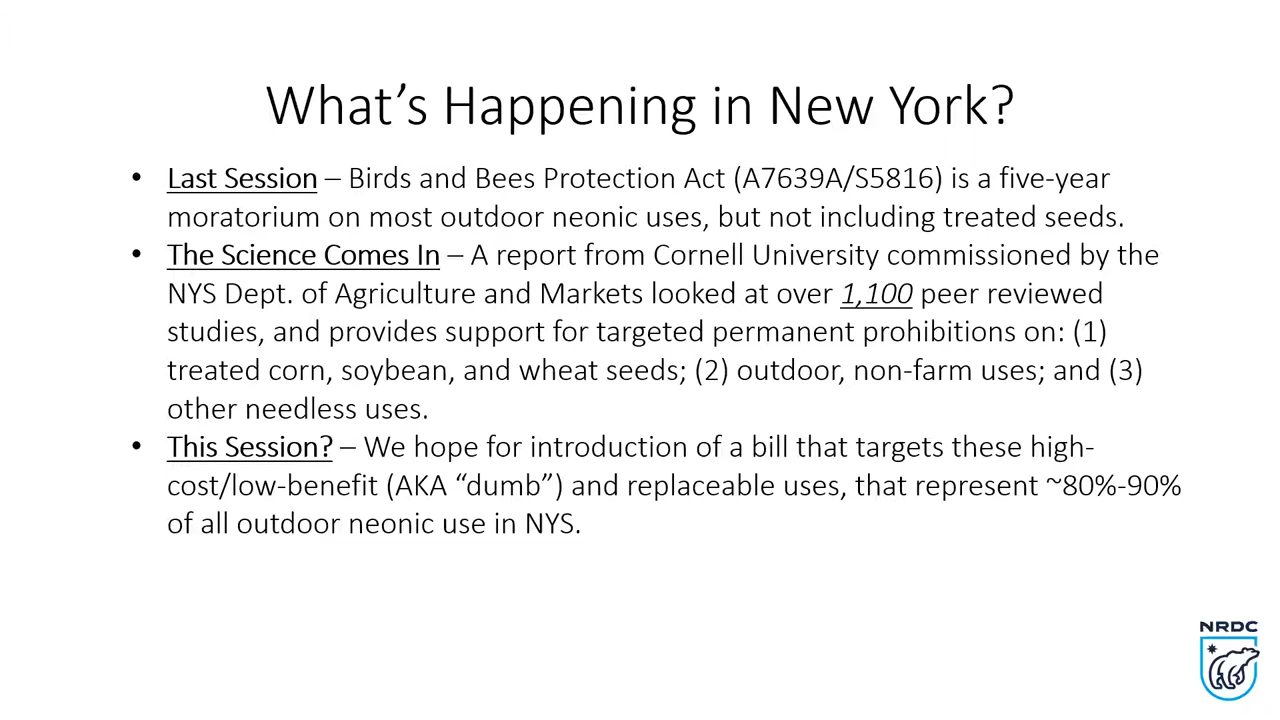 What’s Happening in New York?
• Last Session – Birds and Bees Protection Act (A7639A/S5816) is a five-year
moratorium on most outdoor neonic uses, but not including treated seeds.
• The Science Comes In – A report from Cornell University commissioned by the
NYS Dept. of Agriculture and Markets looked at over 1,100 peer reviewed
studies, and provides support for targeted permanent prohibitions on: (1)
treated corn, soybean, and wheat seeds; (2) outdoor, non-farm uses; and (3)
other needless uses.
• This Session? – We hope for introduction of a bill that targets these high-
cost/low-benefit (AKA “dumb”) and replaceable uses, that represent ~80%-90%
of all outdoor neonic use in NYS.
NRDC